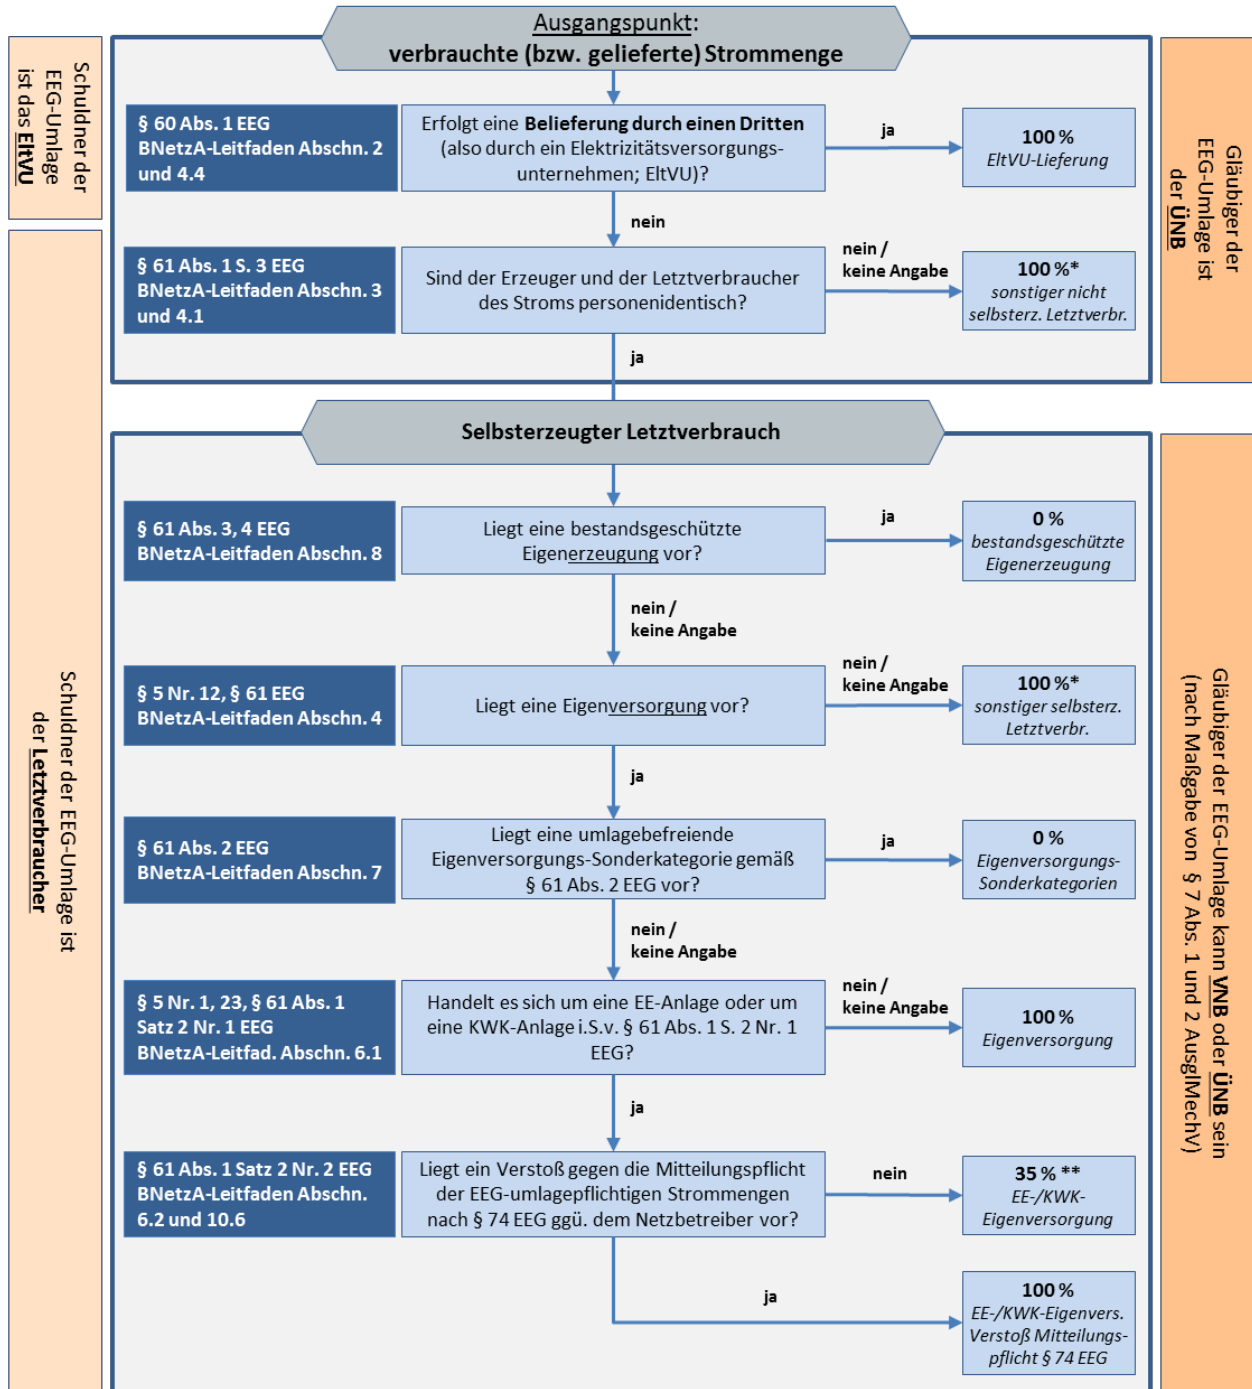 Ausgangspunkt:
verbrauchte (bzw. gelieferte) Strommenge
Schuldner der
EEG-Umlage
ist das EltVU
Gläubiger der
EEG-Umlage ist
der ÜNB
§ 60 Abs. 1 EEG
BNetzA-Leitfaden Abschn. 2
und 4.4
Erfolgt eine Belieferung durch einen Dritten
(also durch ein Elektrizitätsversorgungs-
unternehmen; EltVU)?
ja
100 %
EltVU-Lieferung
nein
§ 61 Abs. 1 S. 3 EEG
BNetzA-Leitfaden Abschn. 3
und 4.1
Sind der Erzeuger und der Letztverbraucher
des Stroms personenidentisch?
nein /
keine Angabe
100 %*
sonstiger nicht
selbsterz. Letztverbr.
ja
Schuldner der EEG-Umlage ist
der Letztverbraucher
Gläubiger der EEG-Umlage kann VNB oder ÜNB sein
(nach Maßgabe von § 7 Abs. 1 und 2 AusglMechV)
Selbsterzeugter Letztverbrauch
§ 61 Abs. 3, 4 EEG
BNetzA-Leitfaden Abschn. 8
Liegt eine bestandsgeschützte
Eigenerzeugung vor?
ja
0 %
bestandsgeschützte
Eigenerzeugung
nein /
keine Angabe
§ 5 Nr. 12, § 61 EEG
BNetzA-Leitfaden Abschn. 4
Liegt eine Eigenversorgung vor?
nein /
keine Angabe
100 %*
sonstiger selbsterz.
Letztverbr.
ja
§ 61 Abs. 2 EEG
BNetzA-Leitfaden Abschn. 7
Liegt eine umlagebefreiende
Eigenversorgungs-Sonderkategorie gemäß
§ 61 Abs. 2 EEG vor?
ja
0 %
Eigenversorgungs-
Sonderkategorien
nein /
keine Angabe
§ 5 Nr. 1, 23, § 61 Abs. 1
Satz 2 Nr. 1 EEG
BNetzA-Leitfad. Abschn. 6.1
Handelt es sich um eine EE-Anlage oder um
eine KWK-Anlage i.S.v. § 61 Abs. 1 S. 2 Nr. 1
EEG?
nein /
keine Angabe
100 %
Eigenversorgung
ja
§ 61 Abs. 1 Satz 2 Nr. 2 EEG
BNetzA-Leitfaden Abschn.
6.2 und 10.6
Liegt ein Verstoß gegen die Mitteilungspflicht
der EEG-umlagepflichtigen Strommengen
nach § 74 EEG ggü. dem Netzbetreiber vor?
nein
35 % **
EE-/KWK-
Eigenversorgung
ja
100 %
EE-/KWK-Eigenvers.
Verstoß Mitteilungs-
pflicht § 74 EEG